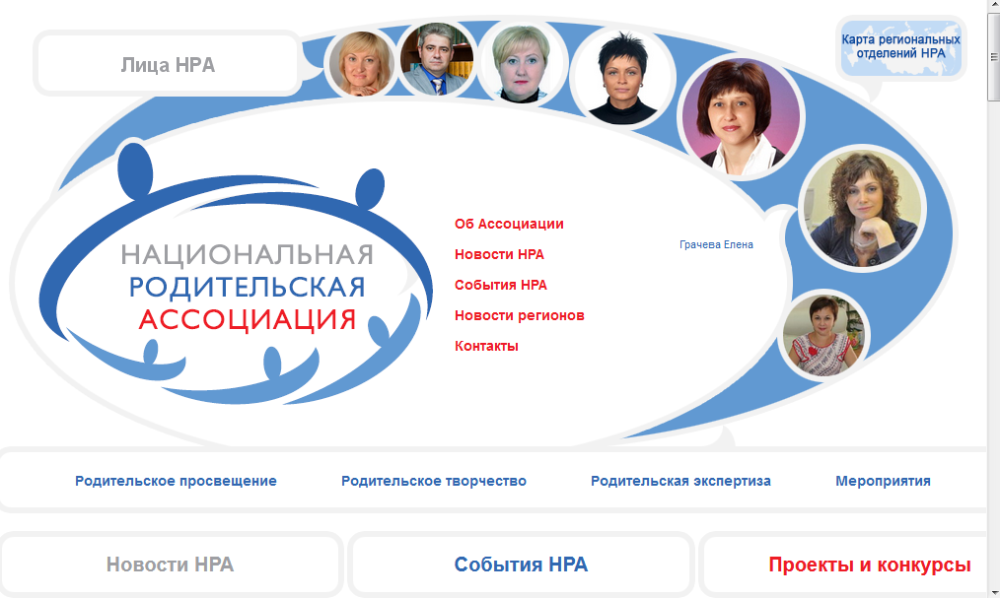 Лица НРА
Карта региональных
отделений НРА
НАЦИОНАЛЬНАЯ
РОДИТЕЛЬСКАЯ
АССОЦИАЦИЯ
Об Ассоциации
Новости НРА
События НРА
Новости регионов
Контакты
Грачева Елена
Родительское просвещение
Родительское творчество
Родительская экспертиза
Мероприятия
Новости НРА
События НРА
Проекты и конкурсы